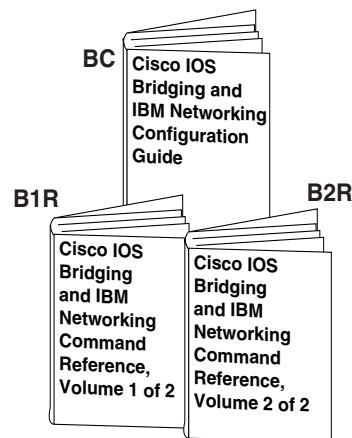 BC
Cisco IOS
Bridging and
IBM Networking
Configuration
Guide
B1R
Cisco IOS
Bridging
and IBM
Networking
Command
Reference,
Volume 1 of 2
B2R
Cisco IOS
Bridging
and IBM
Networking
Command
Reference,
Volume 2 of 2